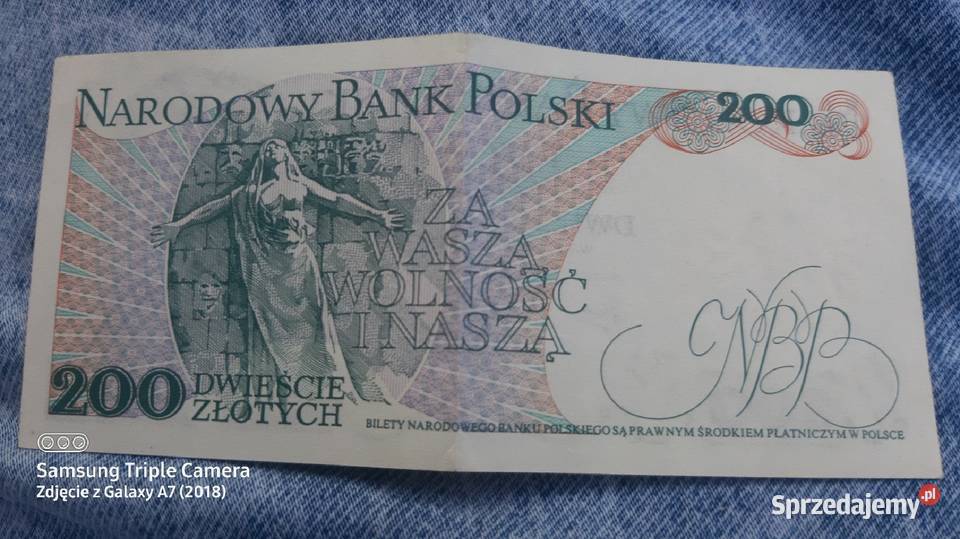 NARODOWY BANK POLSKI
200
ZA
WASZĄ
WOLNOŚĆ
I NASZĄ
NBP
200 DWIEŚCIE
ZŁOTYCH
BILETY NARODOWEGO BANKU POLSKIEGO SĄ PRAWNYM ŚRODKIEM PŁATNICZYM W POLSCE
Samsung Triple Camera
Zdjęcie z Galaxy A7 (2018)
Sprzedajemy.pl